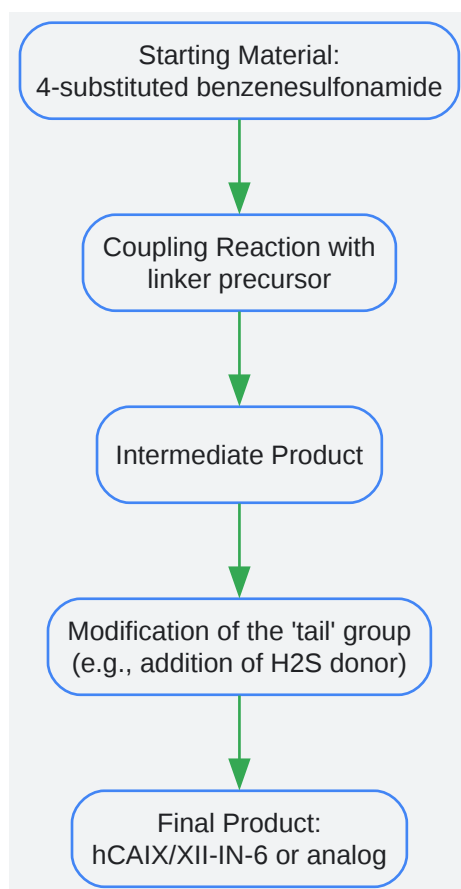 Starting Material:
4-substituted benzenesulfonamide
Coupling Reaction with
linker precursor
Intermediate Product
Modification of the 'tail' group
(e.g., addition of H2S donor)
Final Product:
hCAIX/XII-IN-6 or analog